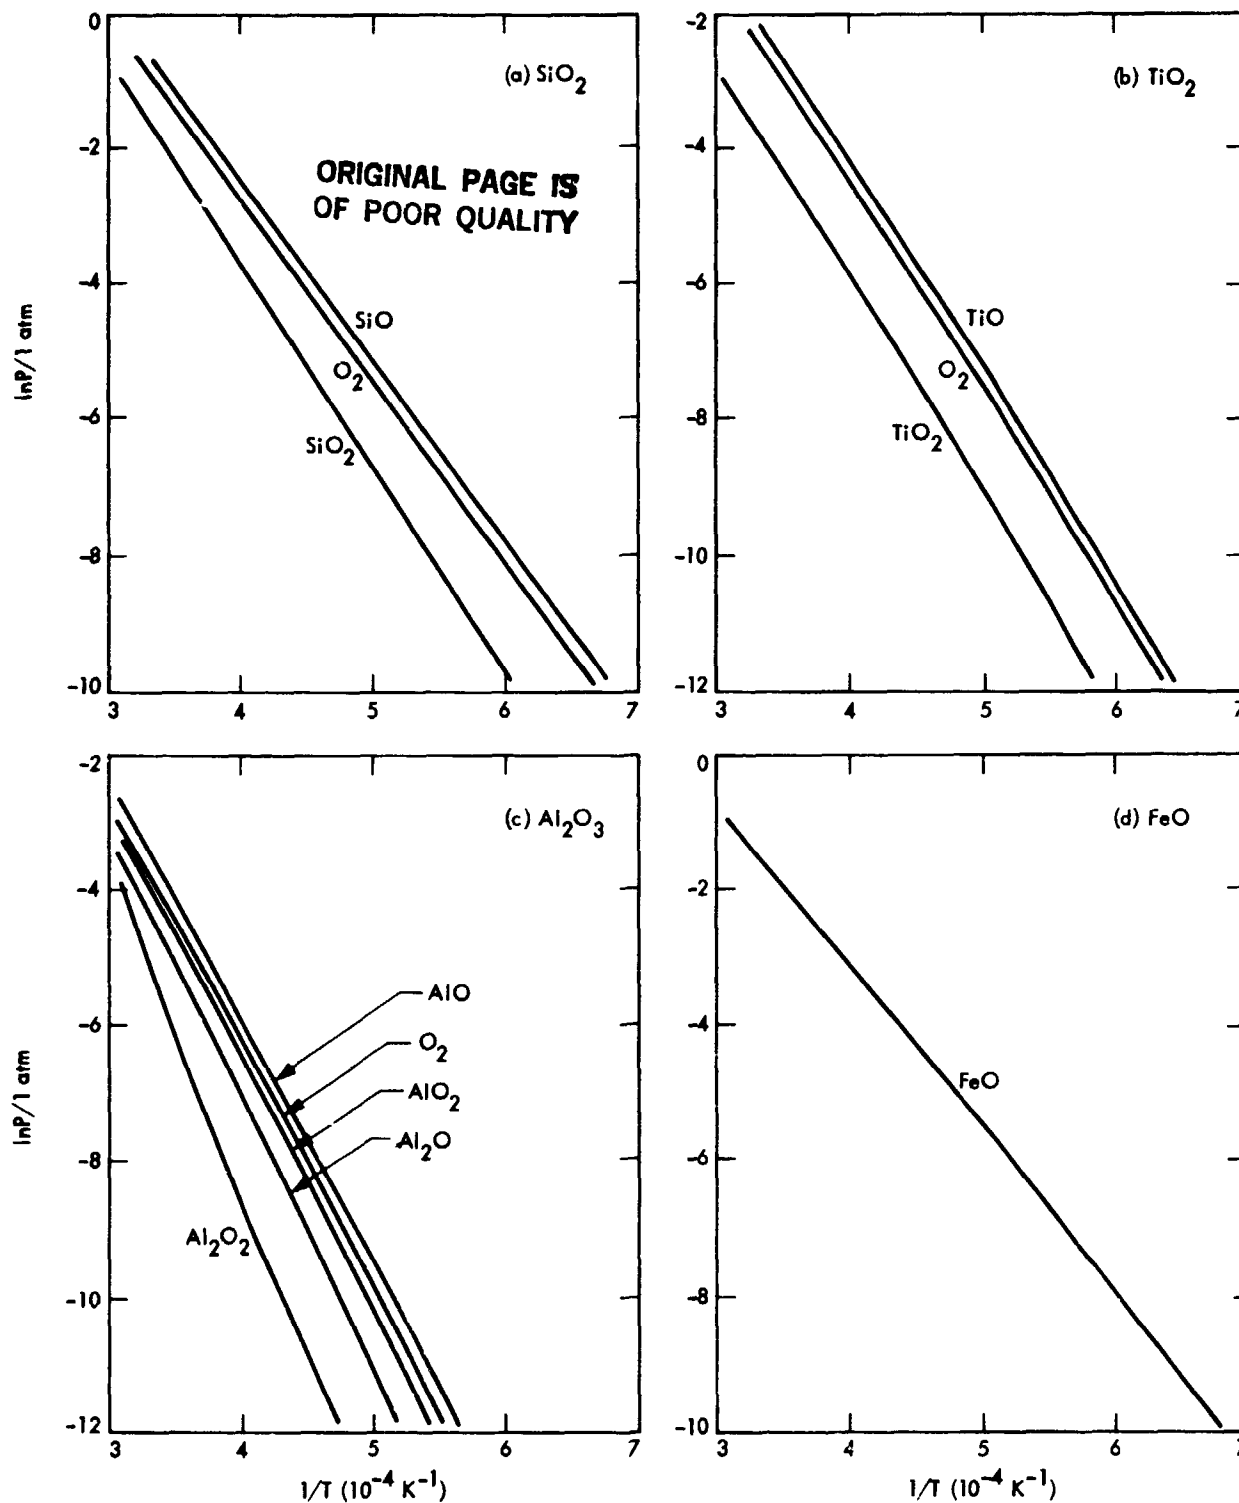 0
-2
-4
-6
-8
-10
3
4
5
6
7
lnP/1 atm
(a) SiO2
ORIGINAL PAGE IS
OF POOR QUALITY
SiO
O2
SiO2
-2
-4
-6
-8
-10
-12
3
4
5
6
7
(b) TiO2
TiO
O2
TiO2
-2
-4
-6
-8
-10
-12
3
4
5
6
7
lnP/1 atm
1/T (10⁻⁴ K⁻¹)
(c) Al2O3
AlO
O2
AlO2
Al2O
Al2O2
0
-2
-4
-6
-8
-10
3
4
5
6
7
1/T (10⁻⁴ K⁻¹)
(d) FeO
FeO